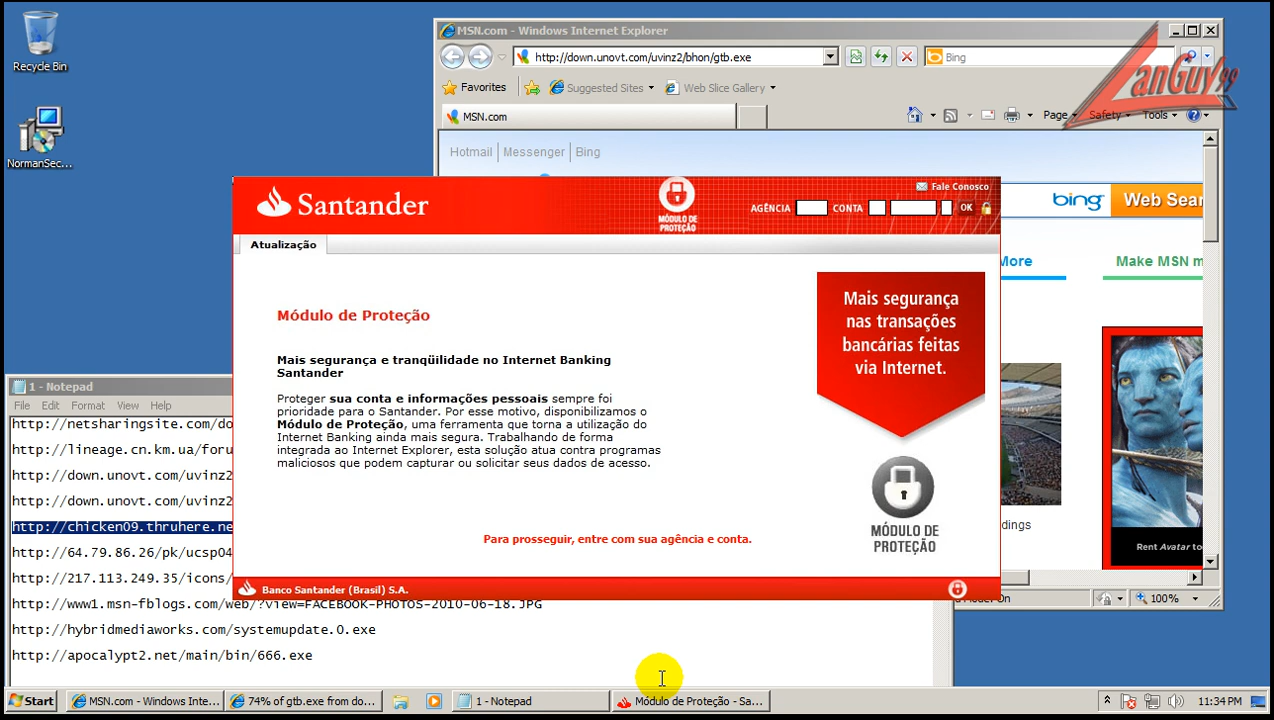 Recycle Bin
NormanSec...
MSN.com - Windows Internet Explorer
http://down.unovt.com/uvinz2/bhon/gtb.exe
Bing
Favorites
Suggested Sites
Web Slice Gallery
MSN.com
Page
Safety
Tools
LanGuy99
Hotmail
Messenger
Bing
bing
Web Sear
More
Make MSN m
dings
Rent Avatar to
100%
Santander
MÓDULO DE
PROTEÇÃO
Fale Conosco
AGÊNCIA
CONTA
OK
Atualização
Módulo de Proteção
Mais segurança e tranqüilidade no Internet Banking
Santander
Proteger sua conta e informações pessoais sempre foi
prioridade para o Santander. Por esse motivo, disponibilizamos o
Módulo de Proteção, uma ferramenta que torna a utilização do
Internet Banking ainda mais segura. Trabalhando de forma
integrada ao Internet Explorer, esta solução atua contra programas
maliciosos que podem capturar ou solicitar seus dados de acesso.
Mais segurança
nas transações
bancárias feitas
via Internet.
MÓDULO DE
PROTEÇÃO
Para prosseguir, entre com sua agência e conta.
Banco Santander (Brasil) S.A.
1 - Notepad
File Edit Format View Help
http://netsharingsite.com/do
http://lineage.cn.km.ua/foru
http://down.unovt.com/uvinz2
http://down.unovt.com/uvinz2
http://chicken09.thruhere.ne
http://64.79.86.26/pk/ucsp04
http://217.113.249.35/icons/
http://www1.msn-fblogs.com/web/?view=FACEBOOK-PHOTOS-2010-06-18.JPG
http://hybridmediaworks.com/systemupdate.0.exe
http://apocalypt2.net/main/bin/666.exe
Start
MSN.com - Windows Inte...
74% of gtb.exe from do...
1 - Notepad
Módulo de Proteção - Sa...
11:34 PM